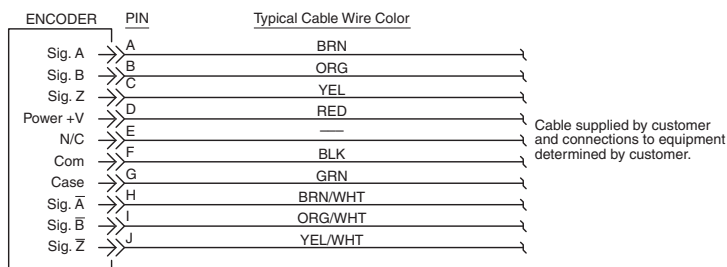 ENCODER PIN Typical Cable Wire Color
Sig. A A BRN
Sig. B B ORG
Sig. Z C YEL
Power +V D RED
N/C E —
Com F BLK
Case G GRN
Sig. A̅ H BRN/WHT
Sig. B̅ I ORG/WHT
Sig. Z̅ J YEL/WHT
Cable supplied by customer
and connections to equipment
determined by customer.